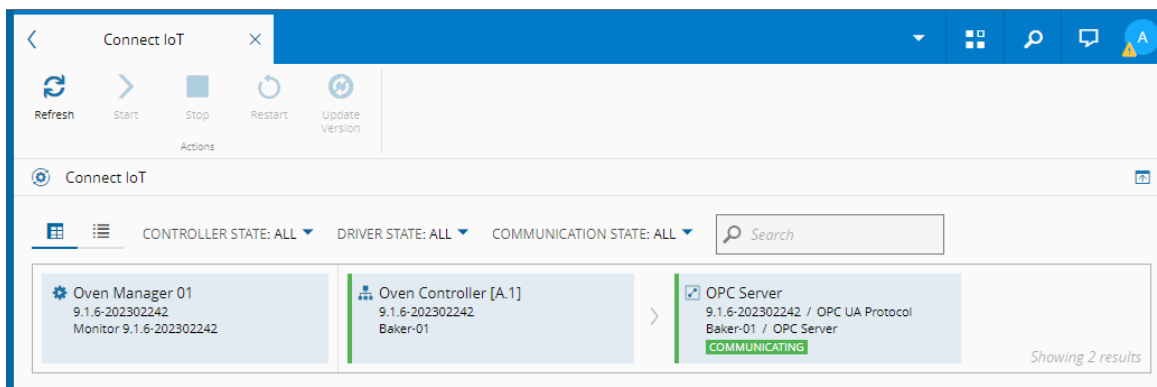 Connect IoT
A
Refresh
Start
Stop
Restart
Update
Version
Actions
Connect IoT
CONTROLLER STATE: ALL
DRIVER STATE: ALL
COMMUNICATION STATE: ALL
Search
Oven Manager 01
9.1.6-202302242
Monitor 9.1.6-202302242
Oven Controller [A.1]
9.1.6-202302242
Baker-01
OPC Server
9.1.6-202302242 / OPC UA Protocol
Baker-01 / OPC Server
COMMUNICATING
Showing 2 results